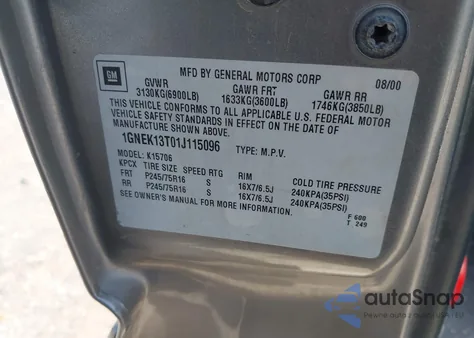 GM
MFD BY GENERAL MOTORS CORP 08/00
GVWR GAWR FRT GAWR RR
3130KG(6900LB) 1633KG(3600LB) 1746KG(3850LB)
THIS VEHICLE CONFORMS TO ALL APPLICABLE U.S. FEDERAL MOTOR
VEHICLE SAFETY STANDARDS IN EFFECT ON THE DATE OF
MANUFACTURE SHOWN ABOVE.
1GNEK13T01J115096 TYPE: M.P.V.
MODEL: K15706
KPCX TIRE SIZE SPEED RTG RIM COLD TIRE PRESSURE
FRT P245/75R16 S 16X7/6.5J 240KPA(35PSI)
RR P245/75R16 S 16X7/6.5J 240KPA(35PSI)
SEE OWNER'S MANUAL FOR MORE INFORMATION.
F 600
T 249
autoSnap